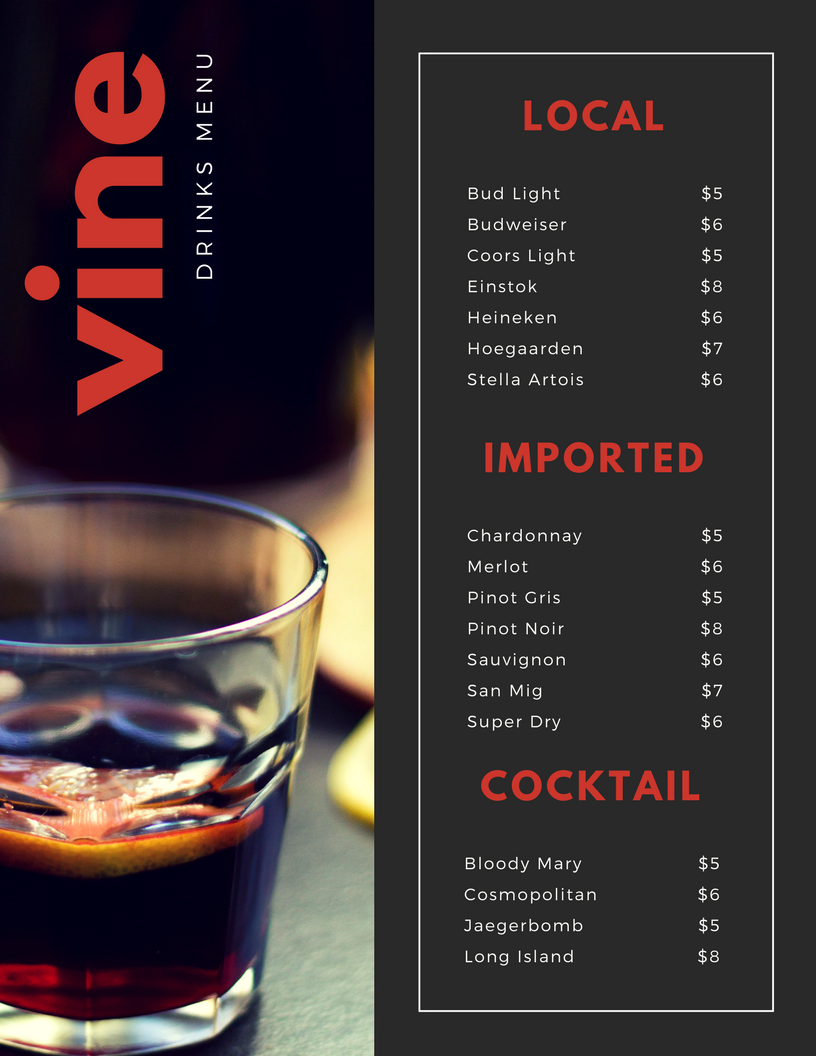 vine
DRINKS MENU
LOCAL
Bud Light $5
Budweiser $6
Coors Light $5
Einstok $8
Heineken $6
Hoegaarden $7
Stella Artois $6
IMPORTED
Chardonnay $5
Merlot $6
Pinot Gris $5
Pinot Noir $8
Sauvignon $6
San Mig $7
Super Dry $6
COCKTAIL
Bloody Mary $5
Cosmopolitan $6
Jaegerbomb $5
Long Island $8